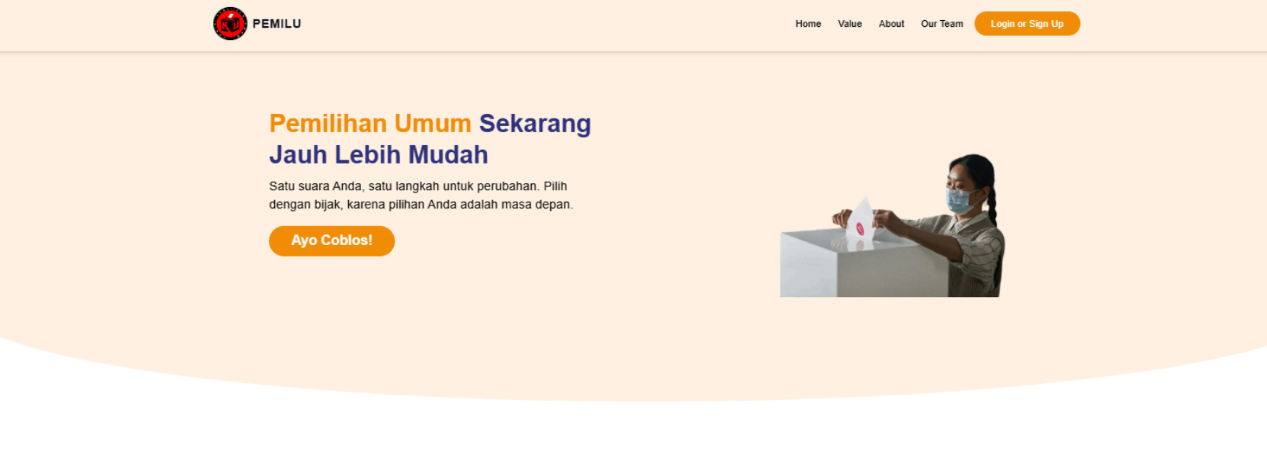 PEMILU
Home Value About Our Team Login or Sign Up
Pemilihan Umum Sekarang
Jauh Lebih Mudah
Satu suara Anda, satu langkah untuk perubahan. Pilih
dengan bijak, karena pilihan Anda adalah masa depan.
Ayo Coblos!